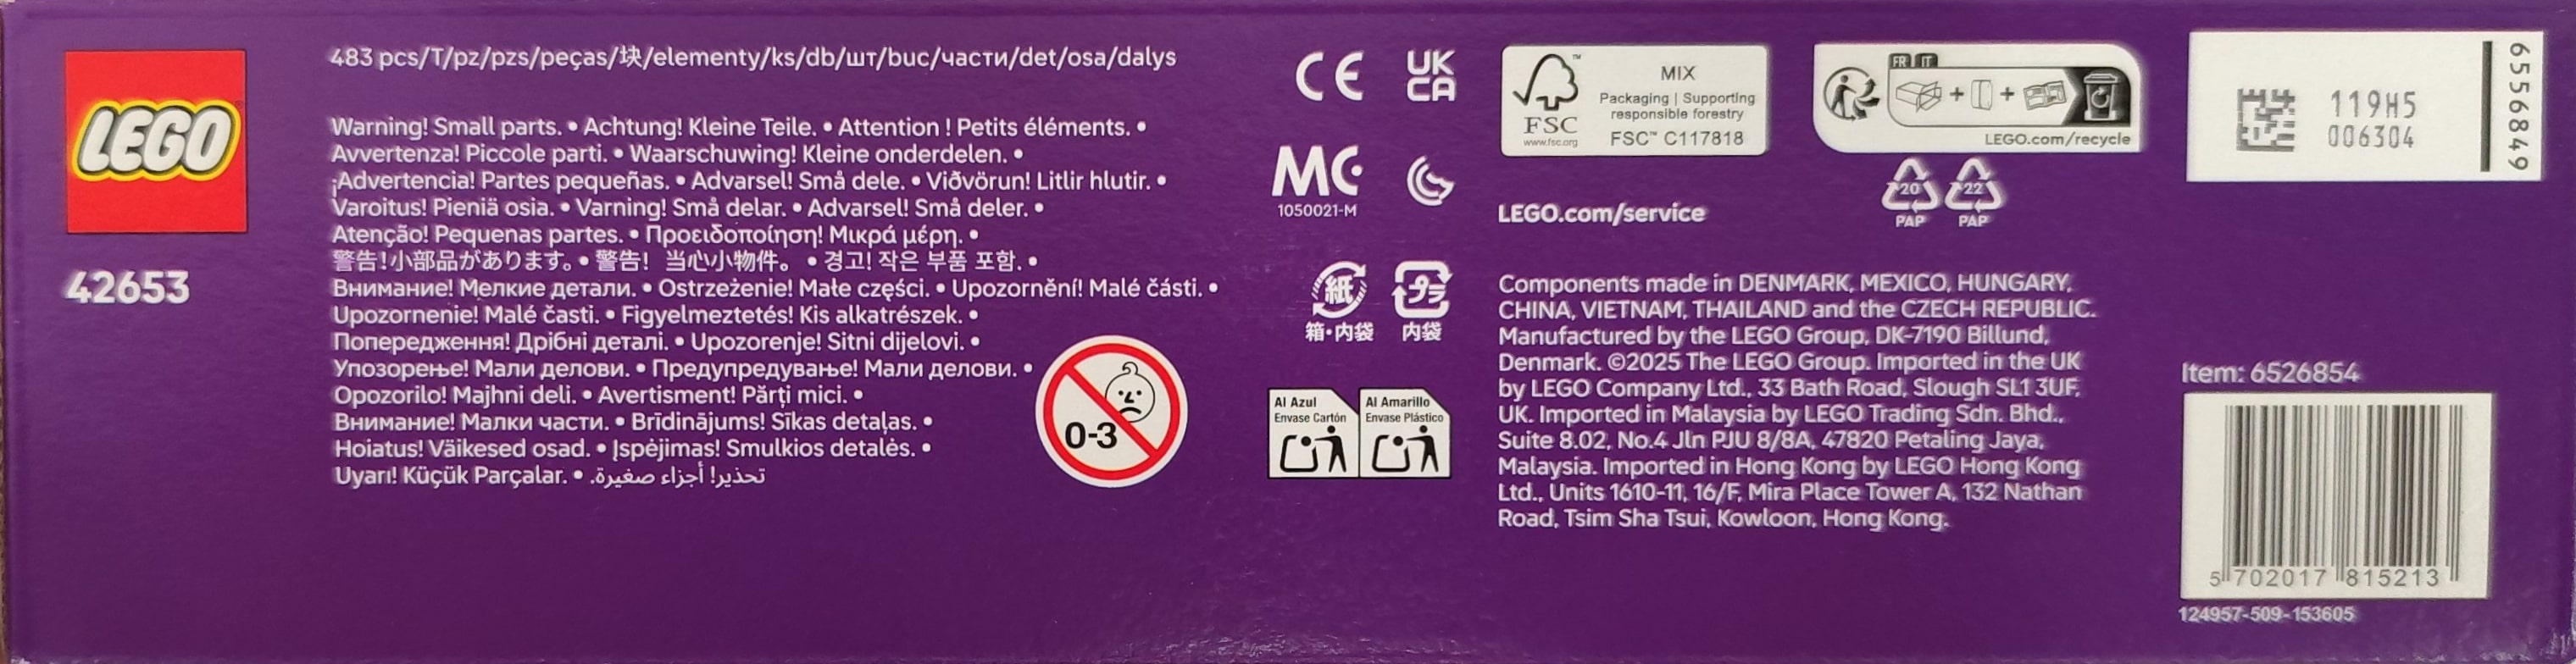 LEGO
42653
483 pcs/T/pz/pzs/peças/块/elementy/ks/db/шт/buc/части/det/osa/dalys
Warning! Small parts. • Achtung! Kleine Teile. • Attention ! Petits éléments. •
Avvertenza! Piccole parti. • Waarschuwing! Kleine onderdelen. •
¡Advertencia! Partes pequeñas. • Advarsel! Små dele. • Viðvörun! Litlir hlutir. •
Varoitus! Pieniä osia. • Varning! Små delar. • Advarsel! Små deler. •
Atenção! Pequenas partes. • Προειδοποίηση! Μικρά μέρη. •
警告!小部品があります。• 警告! 当心小物件。 • 경고! 작은 부품 포함. •
Внимание! Мелкие детали. • Ostrzeżenie! Małe części. • Upozornění! Malé části. •
Upozornenie! Malé časti. • Figyelmeztetés! Kis alkatrészek. •
Попередження! Дрібні деталі. • Upozorenje! Sitni dijelovi. •
Упозорење! Мали делови. • Предупредување! Мали делови. •
Opozorilo! Majhni deli. • Avertisment! Părți mici. •
Внимание! Малки части. • Brīdinājums! Sīkas detaļas. •
Hoiatus! Väikesed osad. • Įspėjimas! Smulkios detalės. •
Uyarı! Küçük Parçalar. • تحذير! أجزاء صغيرة.
0-3
CE
UK
CA
MC
1050021-M
紙
箱・内袋
プラ
内袋
Al Azul
Envase Cartón
Al Amarillo
Envase Plástico
FSC
www.fsc.org
MIX
Packaging | Supporting
responsible forestry
FSC™ C117818
FR IT
LEGO.com/recycle
20
PAP
22
PAP
LEGO.com/service
Components made in DENMARK, MEXICO, HUNGARY,
CHINA, VIETNAM, THAILAND and the CZECH REPUBLIC.
Manufactured by the LEGO Group, DK-7190 Billund,
Denmark. ©2025 The LEGO Group. Imported in the UK
by LEGO Company Ltd., 33 Bath Road, Slough SL1 3UF,
UK. Imported in Malaysia by LEGO Trading Sdn. Bhd.,
Suite 8.02, No.4 Jln PJU 8/8A, 47820 Petaling Jaya,
Malaysia. Imported in Hong Kong by LEGO Hong Kong
Ltd., Units 1610-11, 16/F, Mira Place Tower A, 132 Nathan
Road, Tsim Sha Tsui, Kowloon, Hong Kong.
119H5
006304
6556849
Item: 6526854
5 702017 815213
124957-509-153605